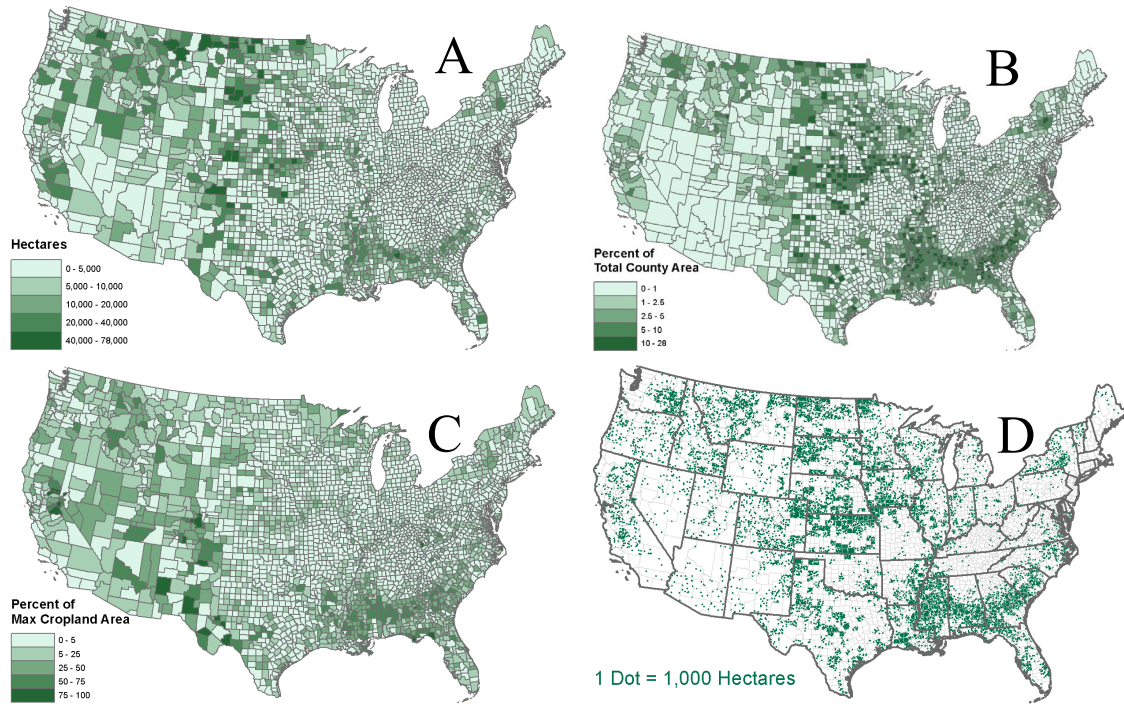 A
Hectares
0 - 5,000
5,000 - 10,000
10,000 - 20,000
20,000 - 40,000
40,000 - 78,000
B
Percent of
Total County Area
0 - 1
1 - 2.5
2.5 - 5
5 - 10
10 - 28
C
Percent of
Max Cropland Area
0 - 5
5 - 25
25 - 50
50 - 75
75 - 100
D
1 Dot = 1,000 Hectares